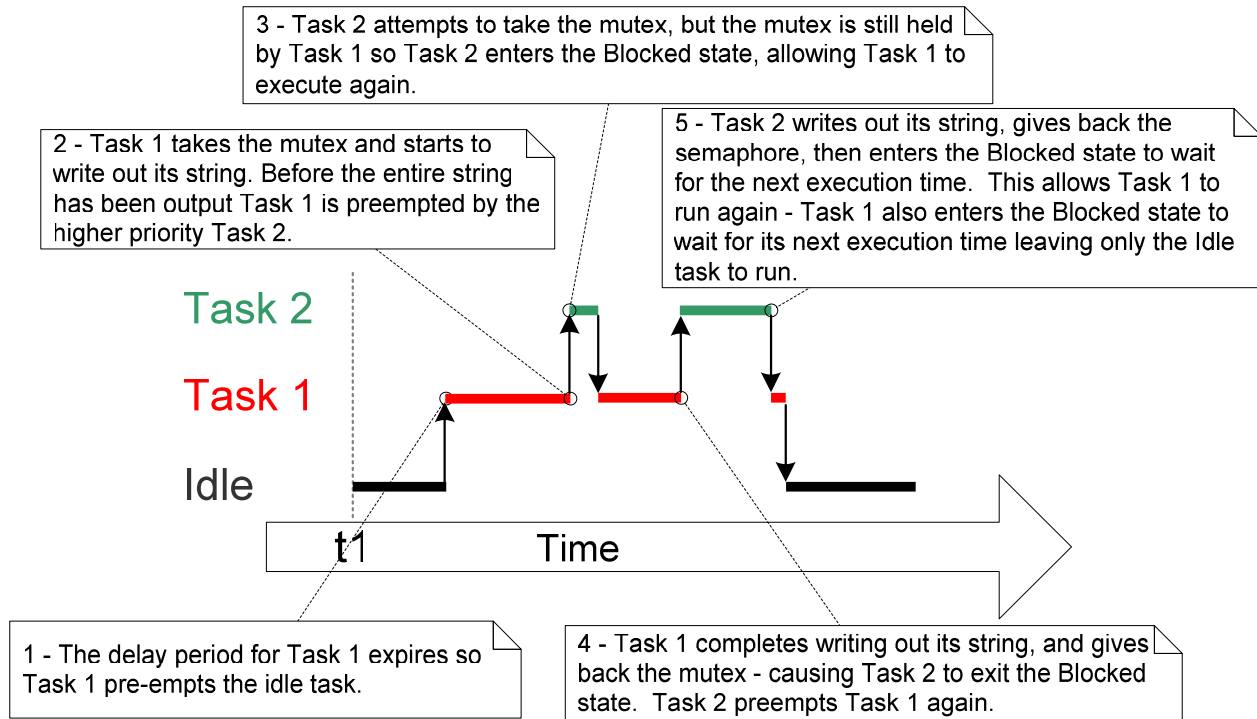 3 - Task 2 attempts to take the mutex, but the mutex is still held
by Task 1 so Task 2 enters the Blocked state, allowing Task 1 to
execute again.
2 - Task 1 takes the mutex and starts to
write out its string. Before the entire string
has been output Task 1 is preempted by the
higher priority Task 2.
5 - Task 2 writes out its string, gives back the
semaphore, then enters the Blocked state to wait
for the next execution time.  This allows Task 1 to
run again - Task 1 also enters the Blocked state to
wait for its next execution time leaving only the Idle
task to run.
Task 2
Task 1
Idle
t1
Time
1 - The delay period for Task 1 expires so
Task 1 pre-empts the idle task.
4 - Task 1 completes writing out its string, and gives
back the mutex - causing Task 2 to exit the Blocked
state.  Task 2 preempts Task 1 again.